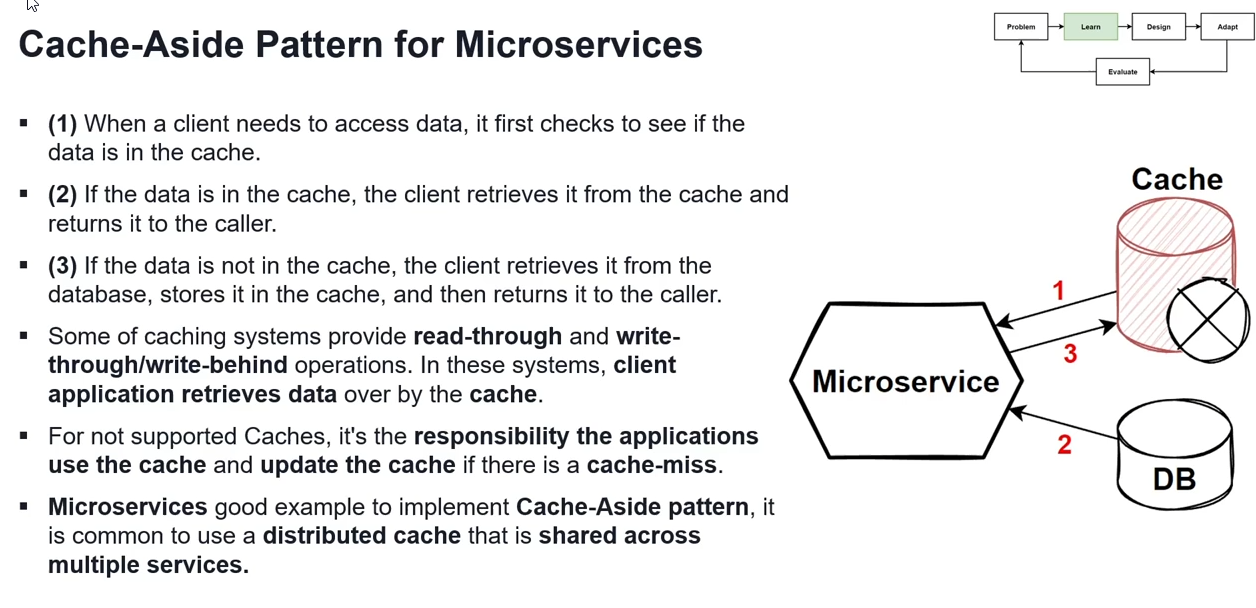 Cache-Aside Pattern for Microservices
Problem
Learn
Design
Adapt
Evaluate
▪ (1) When a client needs to access data, it first checks to see if the
data is in the cache.
▪ (2) If the data is in the cache, the client retrieves it from the cache and
returns it to the caller.
▪ (3) If the data is not in the cache, the client retrieves it from the
database, stores it in the cache, and then returns it to the caller.
▪ Some of caching systems provide read-through and write-
through/write-behind operations. In these systems, client
application retrieves data over by the cache.
▪ For not supported Caches, it's the responsibility the applications
use the cache and update the cache if there is a cache-miss.
▪ Microservices good example to implement Cache-Aside pattern, it
is common to use a distributed cache that is shared across
multiple services.
Cache
1
3
Microservice
2
DB